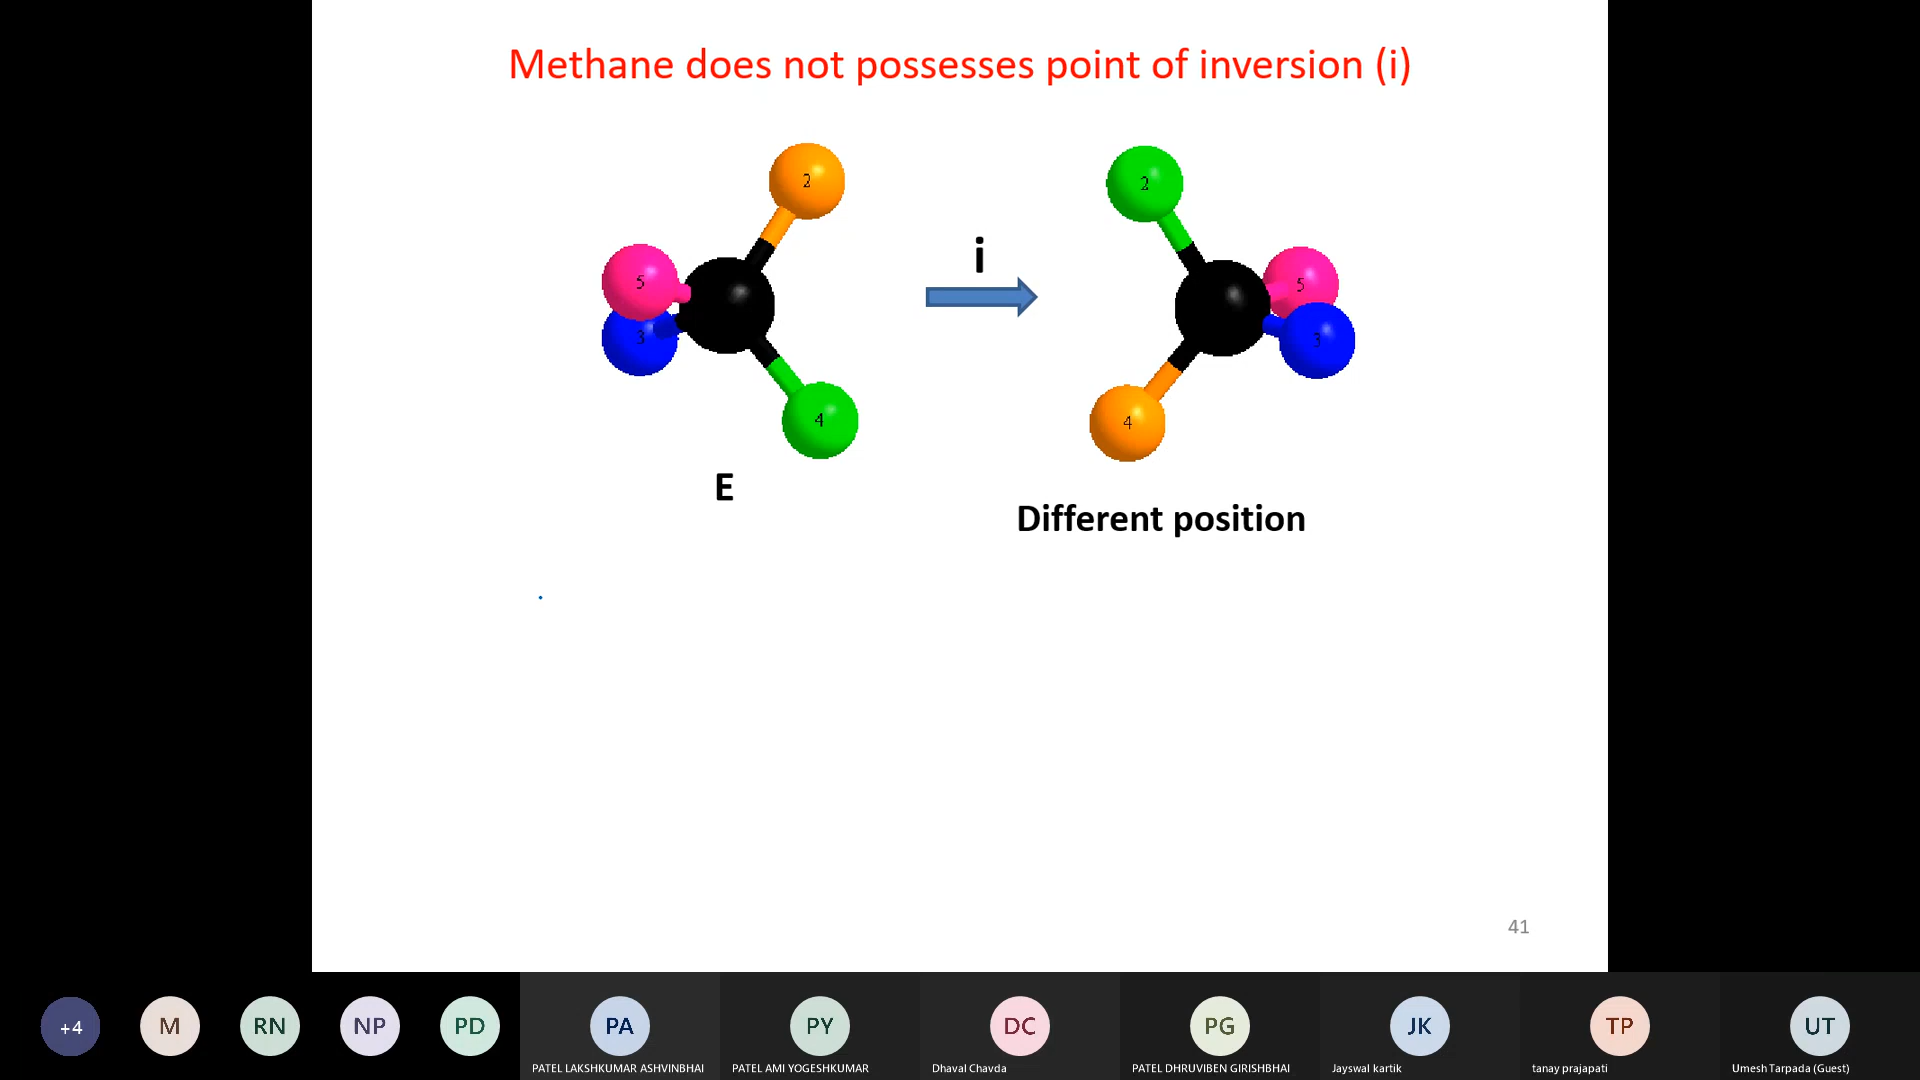 Methane does not possesses point of inversion (i)
2
5
3
4
i
2
5
3
4
E
Different position
41
+4
M
RN
NP
PD
PA
PY
DC
PG
JK
TP
UT
PATEL LAKSHKUMAR ASHVINBHAI
PATEL AMI YOGESHKUMAR
Dhaval Chavda
PATEL DHRUVIBEN GIRISHBHAI
Jayswal kartik
tanay prajapati
Umesh Tarpada (Guest)